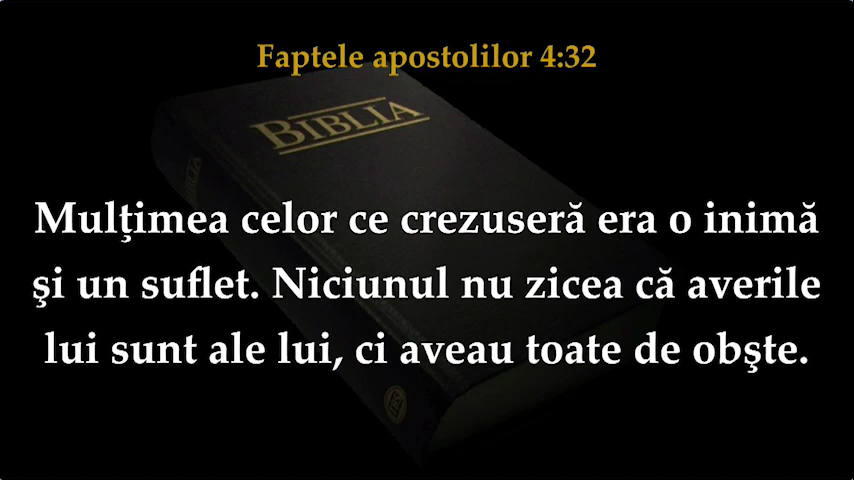 Faptele apostolilor 4:32
BIBLIA
BIBLIA
Mulţimea celor ce crezuseră era o inimă
şi un suflet. Niciunul nu zicea că averile
lui sunt ale lui, ci aveau toate de obşte.